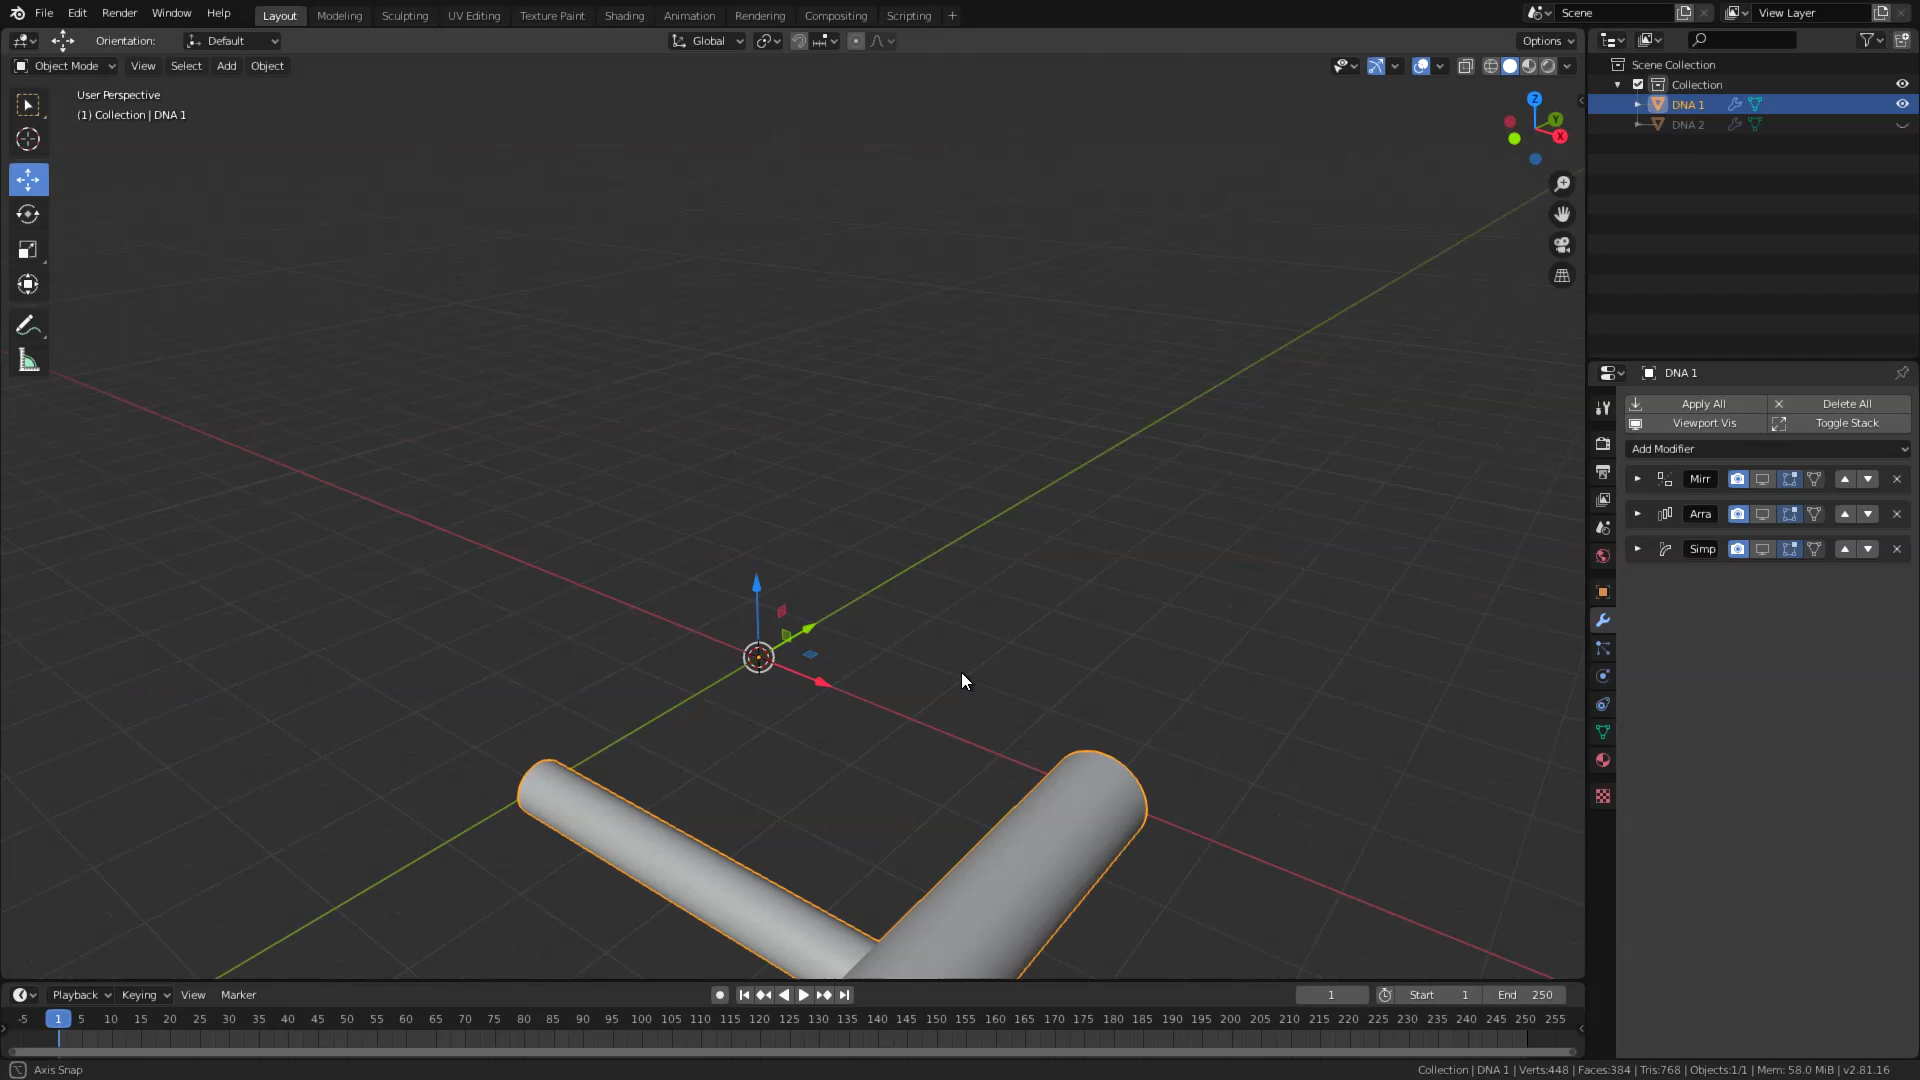 File Edit Render Window Help Layout Modeling Sculpting UV Editing Texture Paint Shading Animation Rendering Compositing Scripting + Scene View Layer
Orientation: Default Global Options
Object Mode View Select Add Object
User Perspective
(1) Collection | DNA 1
Z
Y
X
Scene Collection
Collection
DNA 1
DNA 2
DNA 1
Apply All Delete All
Viewport Vis Toggle Stack
Add Modifier
Mirr
Arra
Simp
Playback Keying View Marker 1 Start 1 End 250
-5 1 5 10 15 20 25 30 35 40 45 50 55 60 65 70 75 80 85 90 95 100 105 110 115 120 125 130 135 140 145 150 155 160 165 170 175 180 185 190 195 200 205 210 215 220 225 230 235 240 245 250 255
Axis Snap Collection | DNA 1 | Verts:448 | Faces:384 | Tris:768 | Objects:1/1 | Mem: 58.0 MiB | v2.81.16